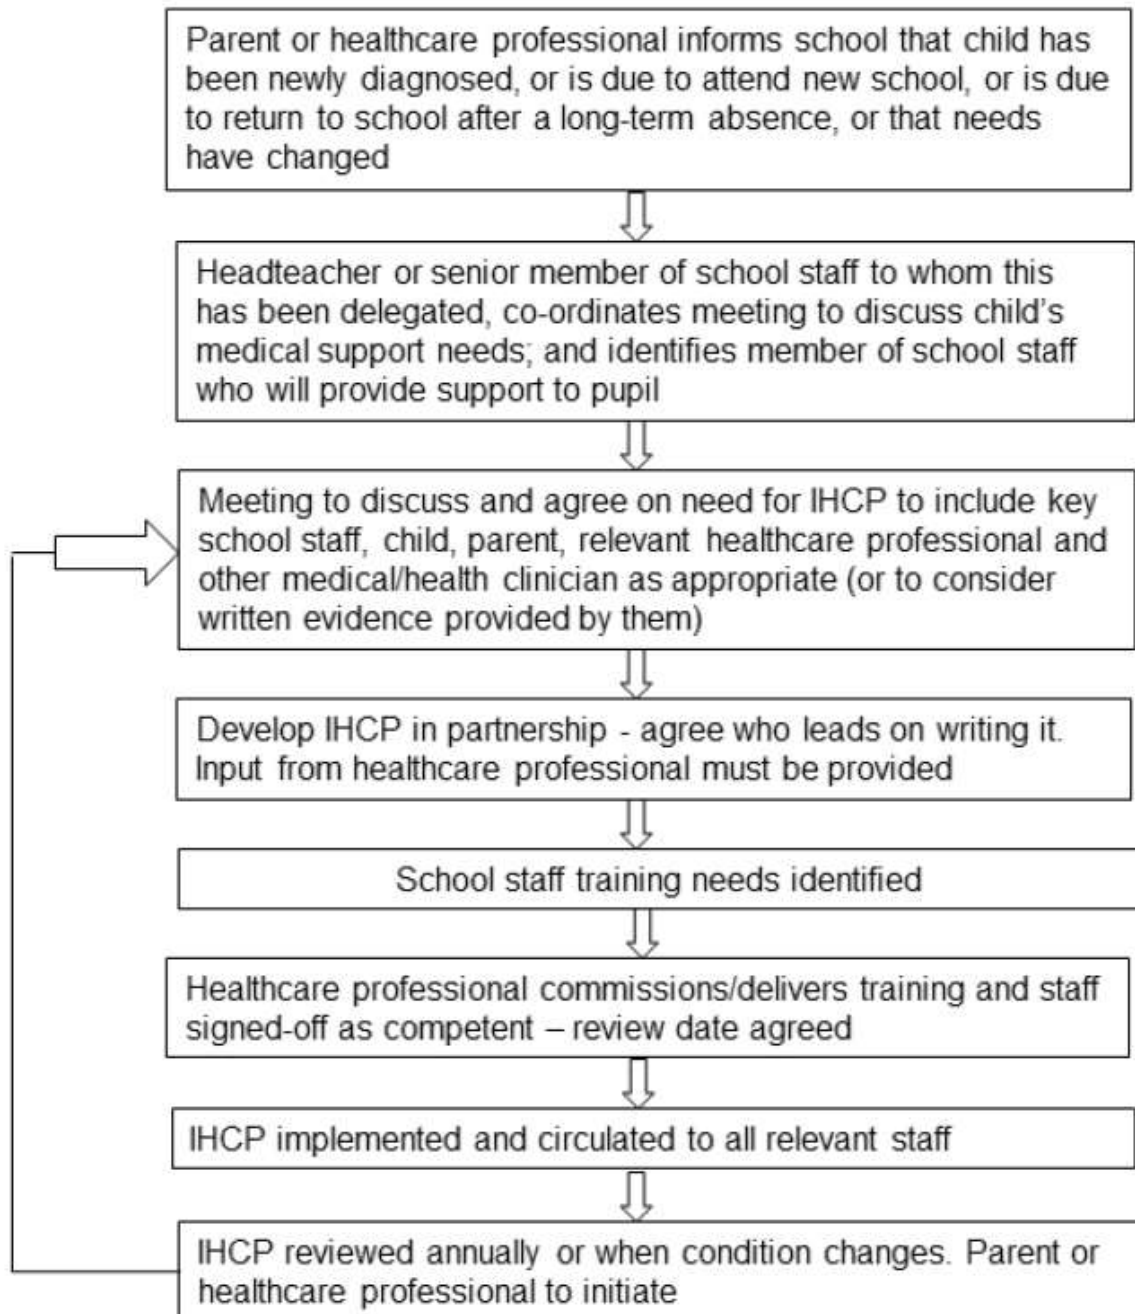 Parent or healthcare professional informs school that child has
been newly diagnosed, or is due to attend new school, or is due
to return to school after a long-term absence, or that needs
have changed
Headteacher or senior member of school staff to whom this
has been delegated, co-ordinates meeting to discuss child’s
medical support needs; and identifies member of school staff
who will provide support to pupil
Meeting to discuss and agree on need for IHCP to include key
school staff, child, parent, relevant healthcare professional and
other medical/health clinician as appropriate (or to consider
written evidence provided by them)
Develop IHCP in partnership - agree who leads on writing it.
Input from healthcare professional must be provided
School staff training needs identified
Healthcare professional commissions/delivers training and staff
signed-off as competent – review date agreed
IHCP implemented and circulated to all relevant staff
IHCP reviewed annually or when condition changes. Parent or
healthcare professional to initiate